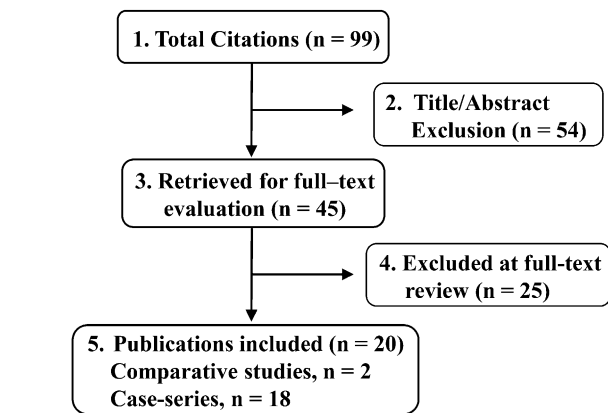 1. Total Citations (n = 99)
2. Title/Abstract
Exclusion (n = 54)
3. Retrieved for full–text
evaluation (n = 45)
4. Excluded at full-text
review (n = 25)
5. Publications included (n = 20)
Comparative studies, n = 2
Case-series, n = 18